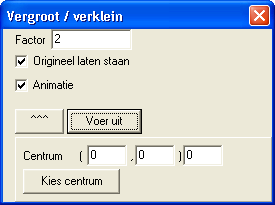 Vergroot / verklein
Factor 2
Origineel laten staan
Animatie
^^^ Voer uit
Centrum ( 0 , 0 ) 0
Kies centrum